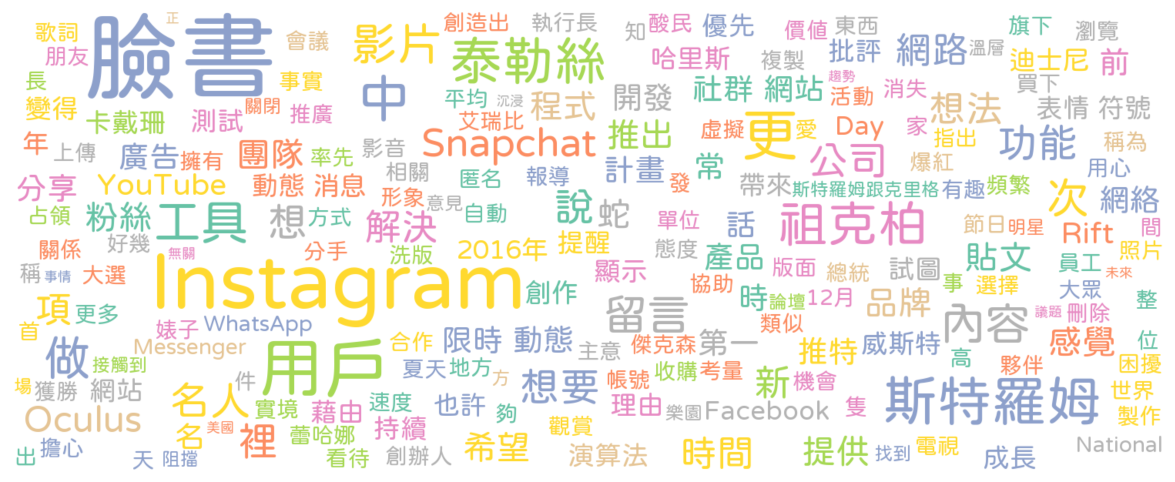 歌詞
正
臉書
會議
影片
創造出
執行長
知
酸民
優先
價值
東西
旗下
瀏覽
朋友
泰勒絲
哈里斯
複製
批評
網路
溫層
迪士尼
前
長
事實
中
社群
網站
趨勢
買下
變得
關閉
推廣
平均
沉浸
程式
開發
活動
消失
想法
表情
符號
卡戴珊
測試
艾瑞比
年
上傳
廣告
擁有
團隊
率先
影音
Snapchat
推出
虛擬
更
愛
Day
家
指出
功能
稱為
相關
計畫
常
公司
爆紅
用心
分享
YouTube
動態
消息
形象
匿名
報導
發
帶來
斯特羅姆跟克里格
有趣
頻繁
次
網絡
占領
粉絲
工具
想
方式
解決
意見
自動
說
蛇
單位
話
祖克柏
節日
明星
Rift
間
關係
好幾
無關
分手
洗版
2016年
提醒
態度
產品
版面
總統
試圖
貼文
員工
照片
稱
事情
大選
Instagram
創作
顯示
協助
時
論壇
12月
品牌
事
選擇
大眾
未來
整
項
更多
首
婊子
WhatsApp
留言
類似
內容
議題
刪除
做
接觸到
Messenger
用戶
合作
限時
動態
主意
傑克森
第一
推特
威斯特
高
感覺
位
夥伴
困擾
場
獲勝
網站
件
名人
實境
夏天
地方
方
想要
帳號
收購
考量
新
機會
斯特羅姆
世界
製作
Oculus
名
美國
裡
藉由
速度
持續
也許
夠
理由
樂園
Facebook
隻
蕾哈娜
觀賞
出
擔心
天
阻擋
看待
創辦人
希望
演算法
時間
提供
找到
電視
成長
National